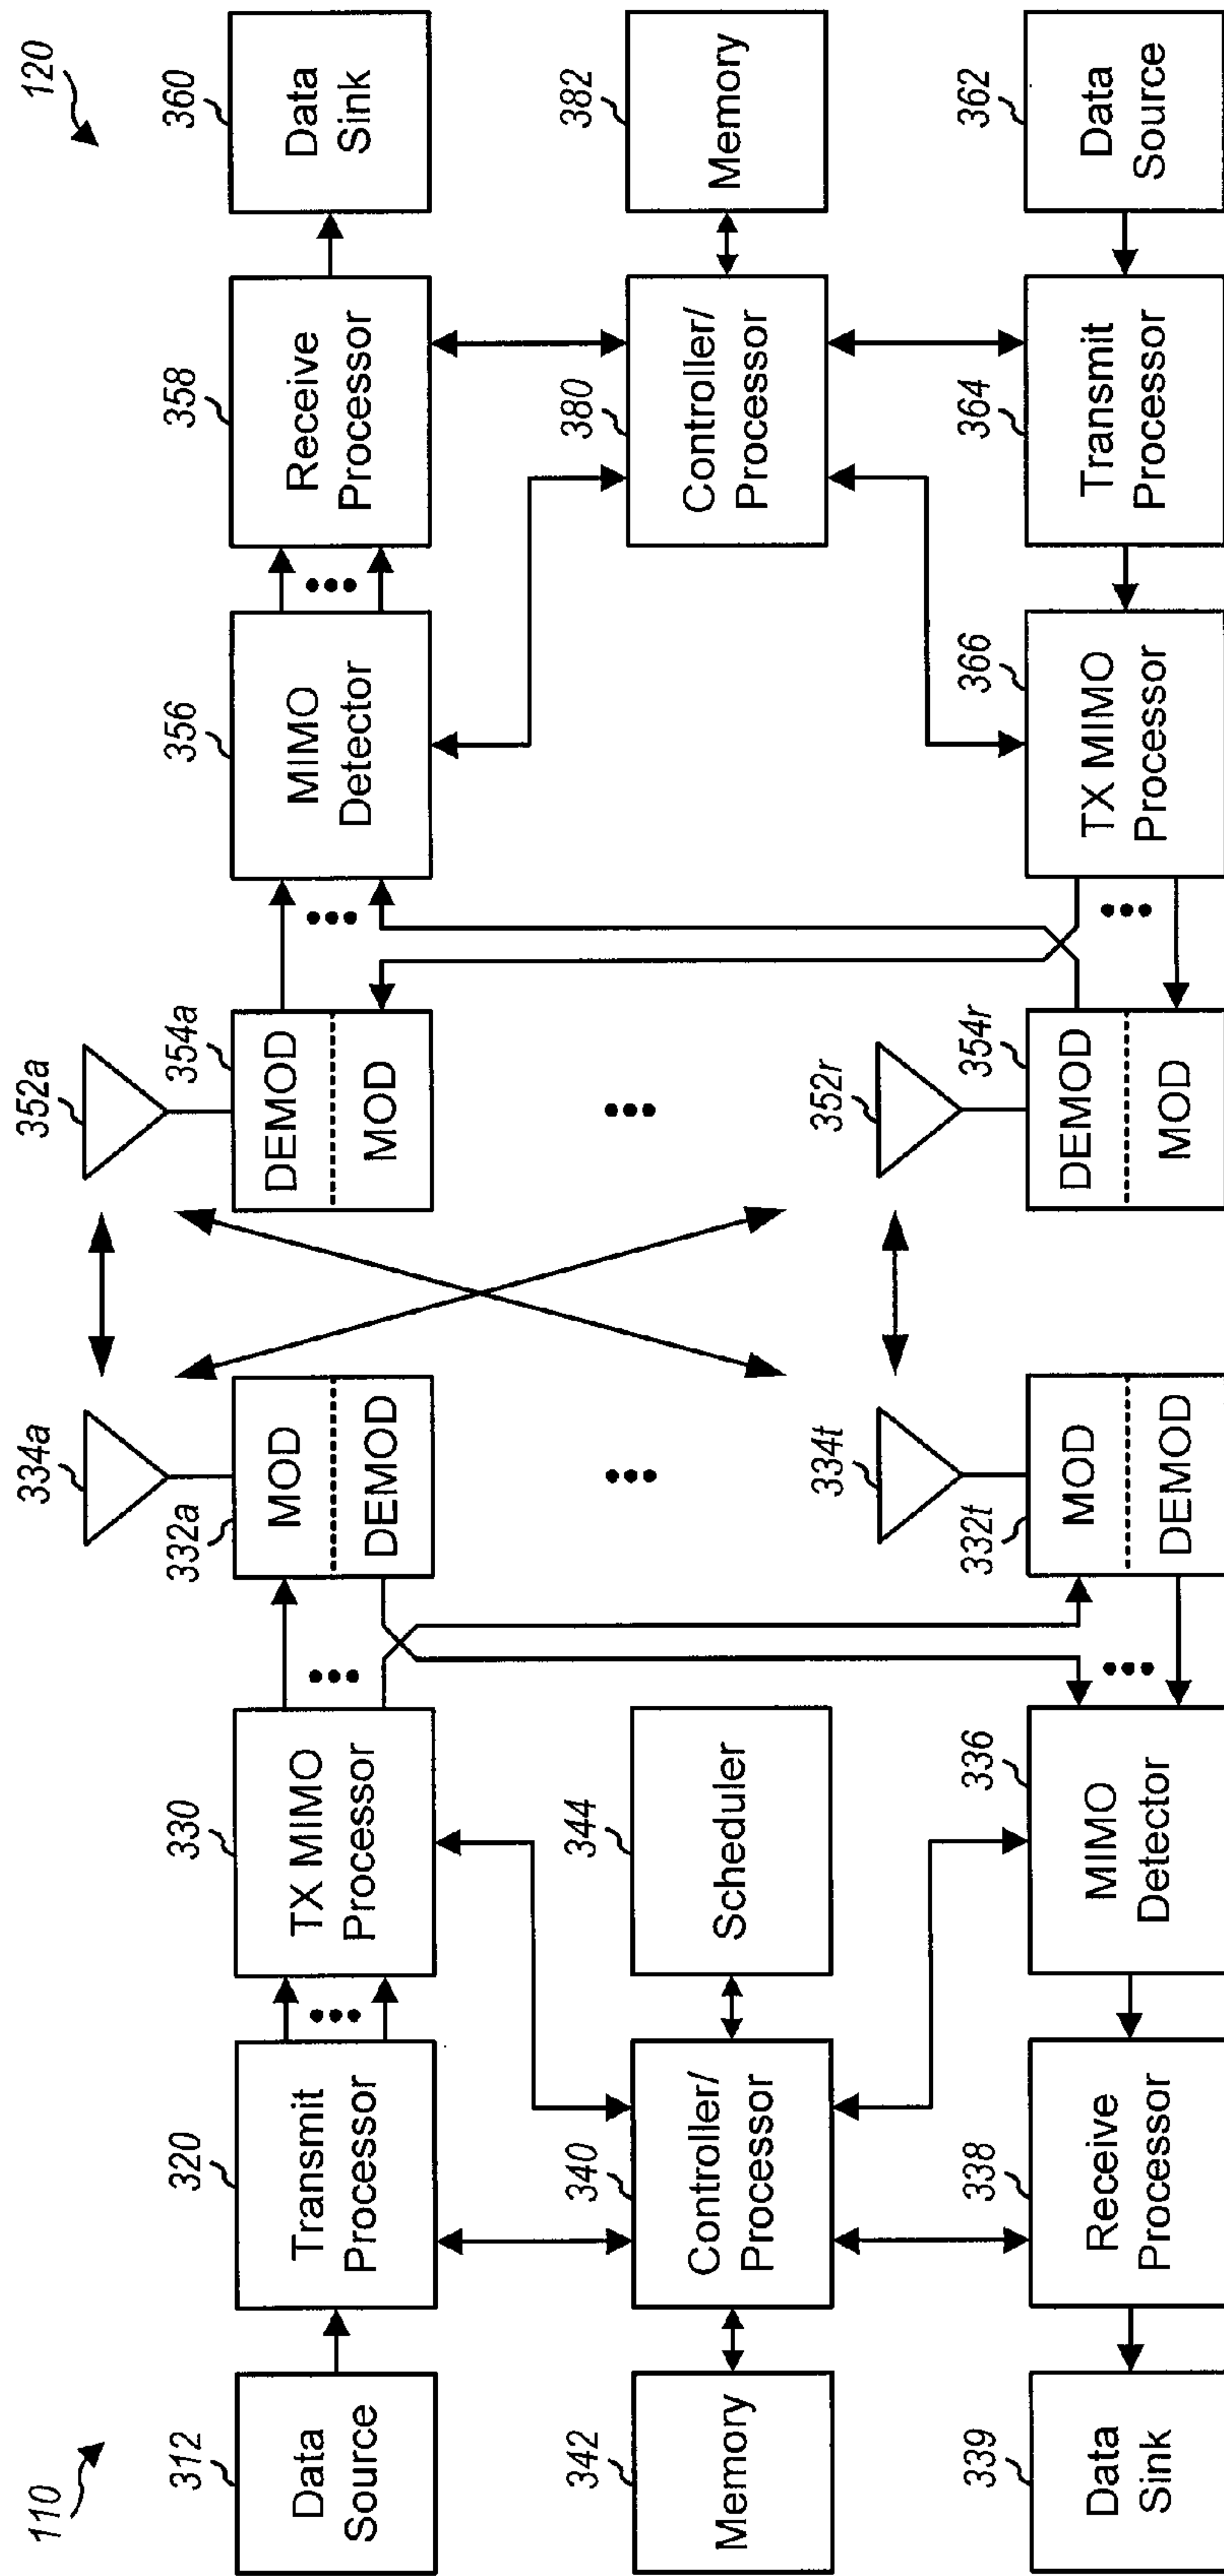 110
120
312
Data
Source
320
Transmit
Processor
330
TX MIMO
Processor
332a
MOD
DEMOD
334a
352a
354a
DEMOD
MOD
356
MIMO
Detector
358
Receive
Processor
360
Data
Sink
342
Memory
340
Controller/
Processor
344
Scheduler
380
Controller/
Processor
382
Memory
339
Data
Sink
338
Receive
Processor
336
MIMO
Detector
332t
MOD
DEMOD
334t
352r
354r
DEMOD
MOD
366
TX MIMO
Processor
364
Transmit
Processor
362
Data
Source